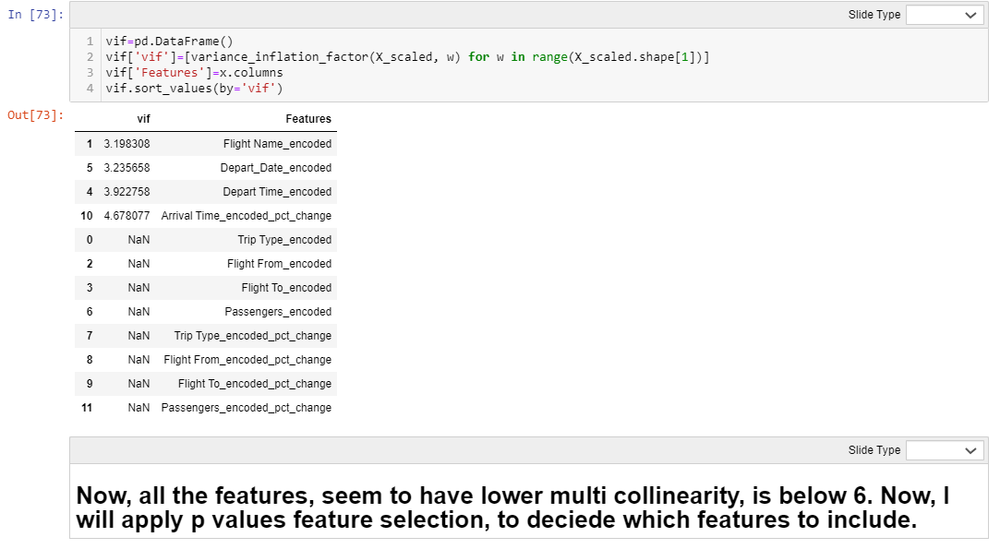 In [73]:
Slide Type
1 vif=pd.DataFrame()
2 vif['vif']=[variance_inflation_factor(X_scaled, w) for w in range(X_scaled.shape[1])]
3 vif['Features']=x.columns
4 vif.sort_values(by='vif')
Out[73]:
vif Features
1 3.198308 Flight Name_encoded
5 3.235658 Depart_Date_encoded
4 3.922758 Depart Time_encoded
10 4.678077 Arrival Time_encoded_pct_change
0 NaN Trip Type_encoded
2 NaN Flight From_encoded
3 NaN Flight To_encoded
6 NaN Passengers_encoded
7 NaN Trip Type_encoded_pct_change
8 NaN Flight From_encoded_pct_change
9 NaN Flight To_encoded_pct_change
11 NaN Passengers_encoded_pct_change
Slide Type
Now, all the features, seem to have lower multi collinearity, is below 6. Now, I
will apply p values feature selection, to deciede which features to include.